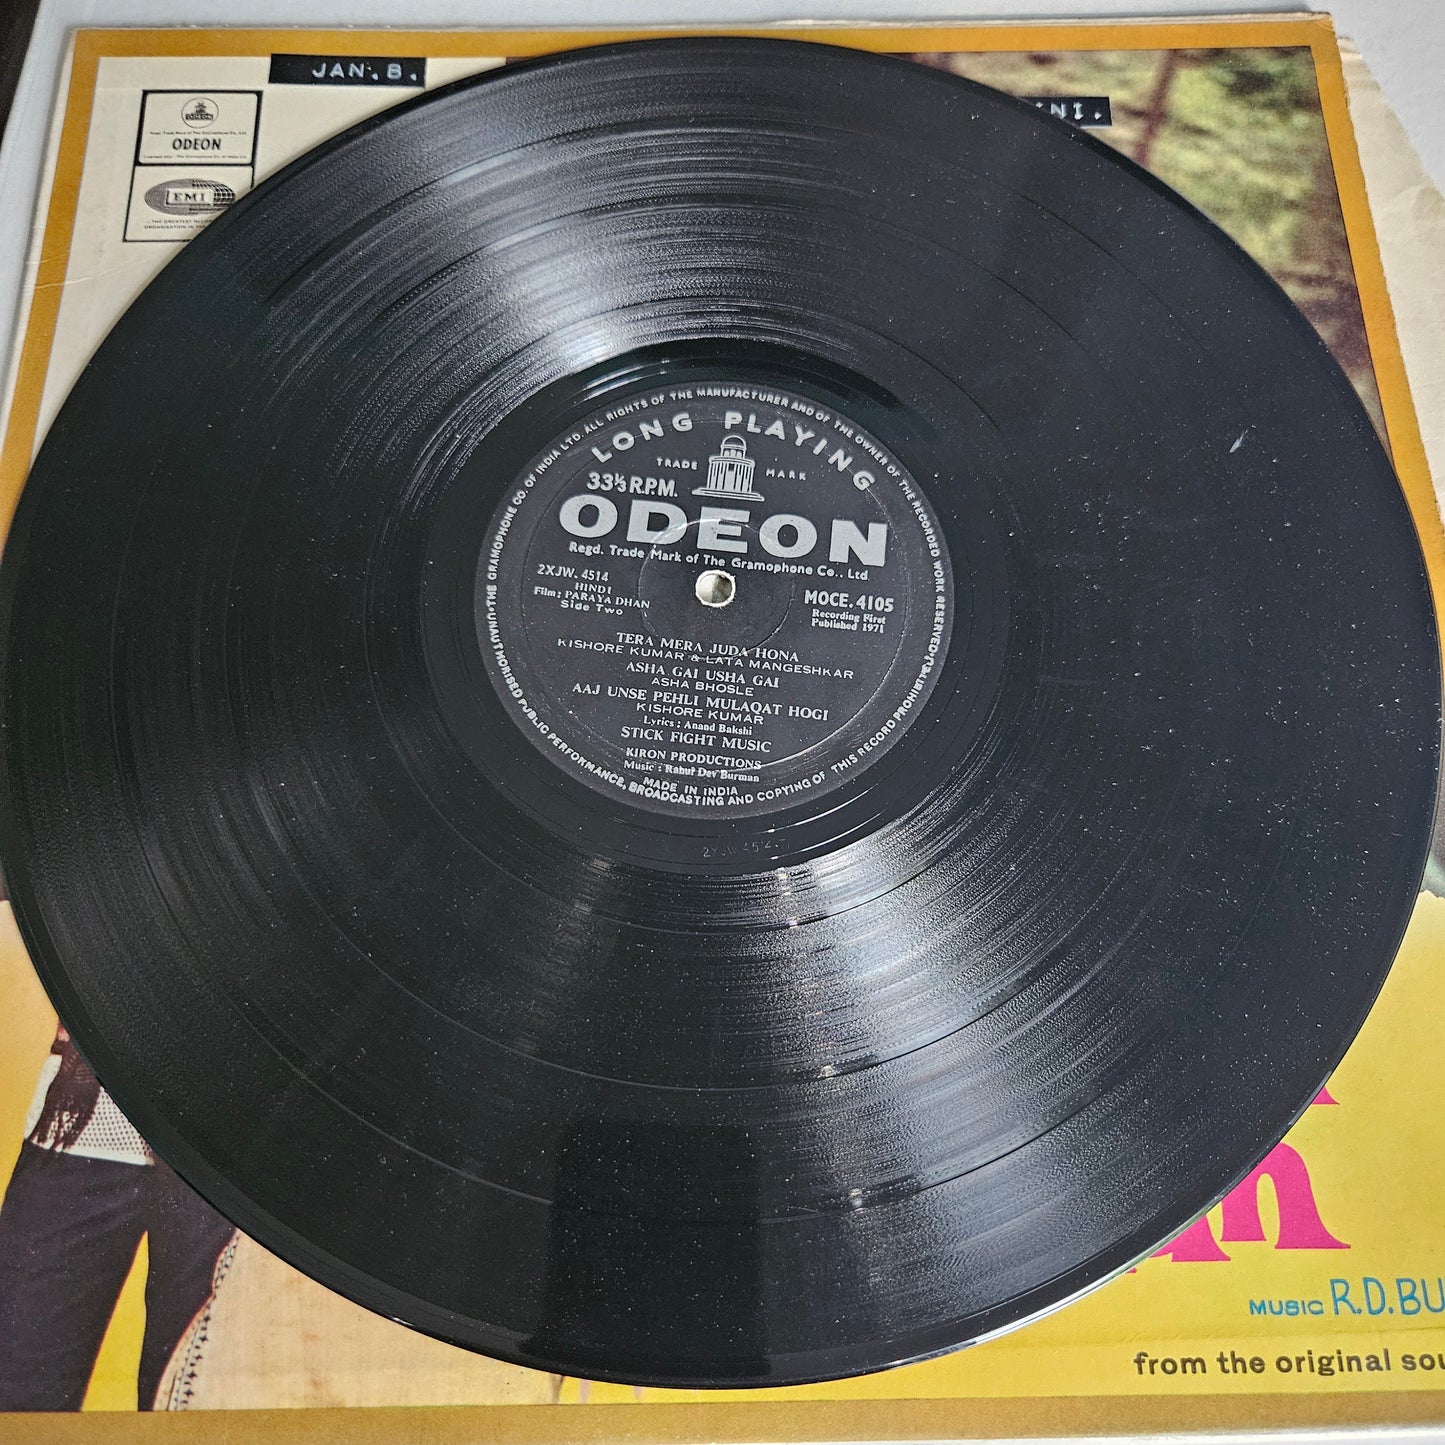 JAN. B.
NI.
ODEON
ODEON
EMI
UNAUTHORISED PUBLIC PERFORMANCE, BROADCASTING AND COPYING OF THIS RECORD PROHIBITED
THE GRAMOPHONE CO. OF INDIA LTD. ALL RIGHTS OF THE MANUFACTURER AND OF THE OWNER OF THE RECORDED WORK RESERVED
LONG PLAYING
TRADE MARK
33⅓ R.P.M.
ODEON
Regd. Trade Mark of The Gramophone Co., Ltd
2XJW. 4514
HINDI
Film: PARAYA DHAN
Side Two
MOCE. 4105
Recording First
Published 1971
TERA MERA JUDA HONA
KISHORE KUMAR & LATA MANGESHKAR
ASHA GAI USHA GAI
ASHA BHOSLE
AAJ UNSE PEHLI MULAQAT HOGI
KISHORE KUMAR
Lyrics : Anand Bakshi
STICK FIGHT MUSIC
KIRON PRODUCTIONS
Music : Rahul Dev Burman
MADE IN INDIA
MUSIC R.D.BU
from the original sou